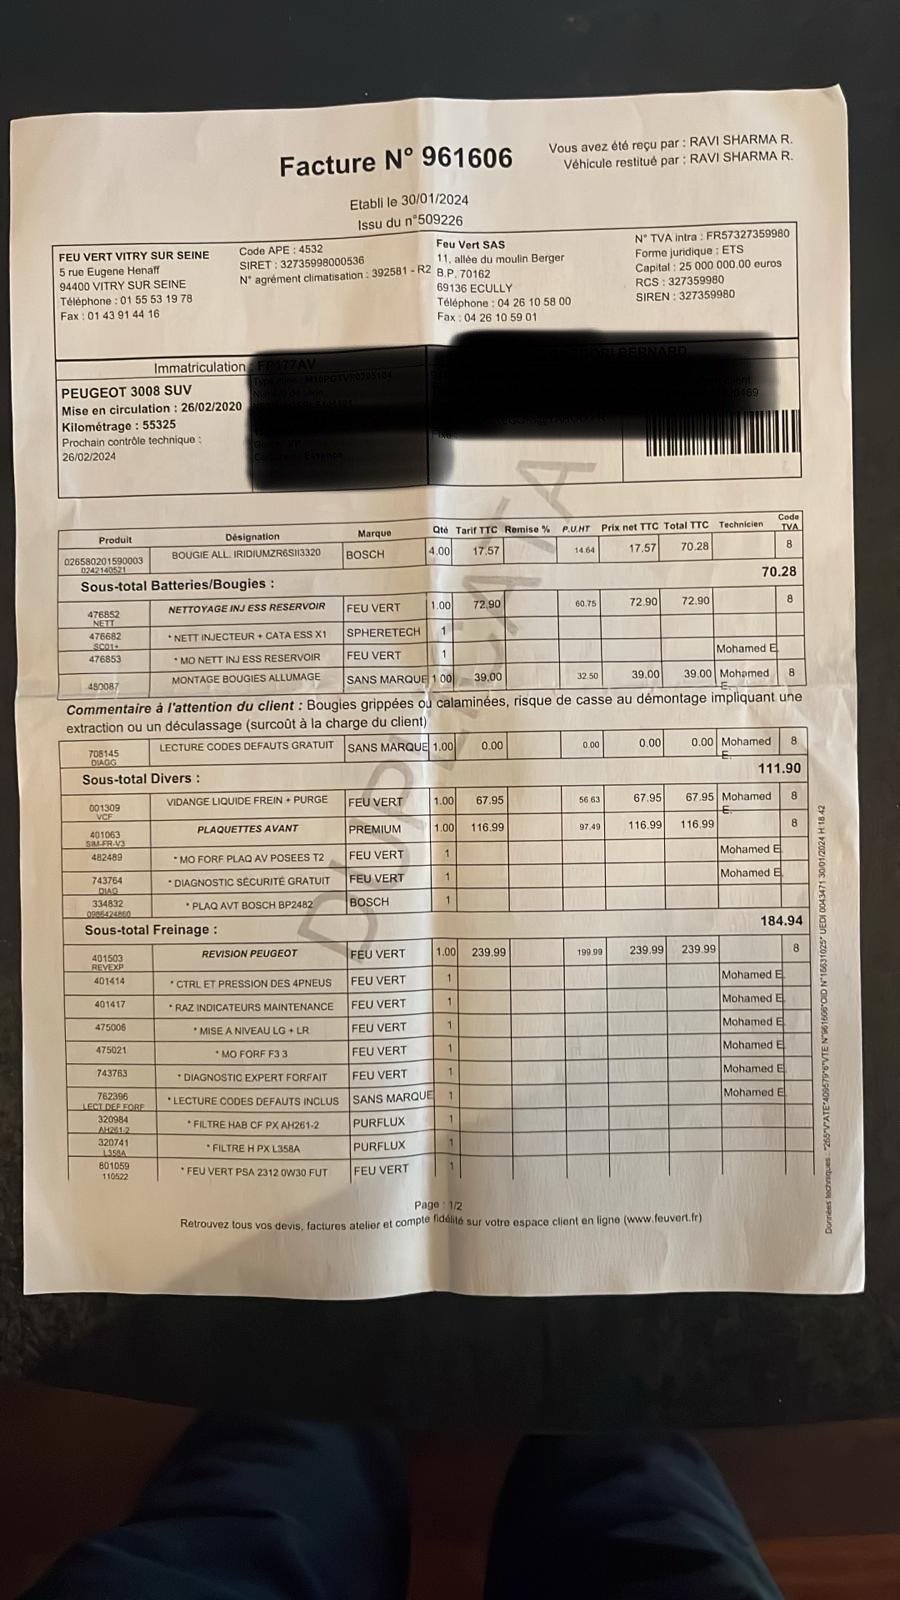 Facture N° 961606
Vous avez été reçu par : RAVI SHARMA R.
Véhicule restitué par : RAVI SHARMA R.
Etabli le 30/01/2024
Issu du n°509226
FEU VERT VITRY SUR SEINE
5 rue Eugene Henaff
94400 VITRY SUR SEINE
Téléphone : 01 55 53 19 78
Fax : 01 43 91 44 16
Code APE : 4532
SIRET : 32735998000536
N° agrément climatisation : 392581 - R2
Feu Vert SAS
11, allée du moulin Berger
B.P. 70162
69136 ECULLY
Téléphone : 04 26 10 58 00
Fax : 04 26 10 59 01
N° TVA intra : FR57327359980
Forme juridique : ETS
Capital : 25 000 000.00 euros
RCS : 327359980
SIREN : 327359980
Immatriculation :
PEUGEOT 3008 SUV
Mise en circulation : 26/02/2020
Kilométrage : 55325
Prochain contrôle technique :
26/02/2024
DUPLICATA
Produit Désignation Marque Qté Tarif TTC Remise % P.U.HT Prix net TTC Total TTC Technicien Code TVA
026580201590003 BOUGIE ALL. IRIDIUMZR6SII3320 BOSCH 4.00 17.57 14.64 17.57 70.28 8
0242140521
Sous-total Batteries/Bougies : 70.28
476852 NETTOYAGE INJ ESS RESERVOIR FEU VERT 1.00 72.90 60.75 72.90 72.90 8
NETT
476682 * NETT INJECTEUR + CATA ESS X1 SPHERETECH 1
SC01+
476853 * MO NETT INJ ESS RESERVOIR FEU VERT 1 Mohamed E.
480087 MONTAGE BOUGIES ALLUMAGE SANS MARQUE 1.00 39.00 32.50 39.00 39.00 Mohamed E. 8
Commentaire à l'attention du client : Bougies grippées ou calaminées, risque de casse au démontage impliquant une
extraction ou un déculassage (surcoût à la charge du client)
708145 LECTURE CODES DEFAUTS GRATUIT SANS MARQUE 1.00 0.00 0.00 0.00 0.00 Mohamed E. 8
DIAGG
Sous-total Divers : 111.90
001309 VIDANGE LIQUIDE FREIN + PURGE FEU VERT 1.00 67.95 56.63 67.95 67.95 Mohamed E. 8
VCF
401063 PLAQUETTES AVANT PREMIUM 1.00 116.99 97.49 116.99 116.99 8
SIM-FR-V3
482489 * MO FORF PLAQ AV POSEES T2 FEU VERT 1 Mohamed E.
743764 * DIAGNOSTIC SÉCURITÉ GRATUIT FEU VERT 1 Mohamed E.
DIAG
334832 * PLAQ AVT BOSCH BP2482 BOSCH 1
0986424860
Sous-total Freinage : 184.94
401503 REVISION PEUGEOT FEU VERT 1.00 239.99 199.99 239.99 239.99 8
REVEXP
401414 * CTRL ET PRESSION DES 4PNEUS FEU VERT 1 Mohamed E.
401417 * RAZ INDICATEURS MAINTENANCE FEU VERT 1 Mohamed E.
475006 * MISE A NIVEAU LG + LR FEU VERT 1 Mohamed E.
475021 * MO FORF F3 3 FEU VERT 1 Mohamed E.
743763 * DIAGNOSTIC EXPERT FORFAIT FEU VERT 1 Mohamed E.
762396 * LECTURE CODES DEFAUTS INCLUS SANS MARQUE 1 Mohamed E.
LECT DEF FORF
320984 * FILTRE HAB CF PX AH261-2 PURFLUX 1
AH261-2
320741 * FILTRE H PX L358A PURFLUX 1
L358A
801059 * FEU VERT PSA 2312 0W30 FUT FEU VERT 1
110522
Page : 1/2
Retrouvez tous vos devis, factures atelier et compte fidélité sur votre espace client en ligne (www.feuvert.fr)